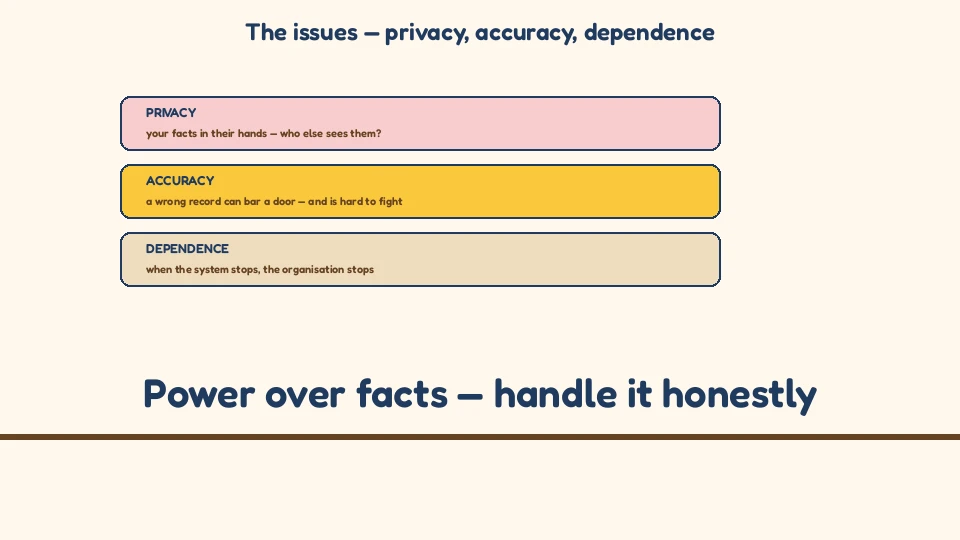 The issues — privacy, accuracy, dependence
PRIVACY
your facts in their hands — who else sees them?
ACCURACY
a wrong record can bar a door — and is hard to fight
DEPENDENCE
when the system stops, the organisation stops
Power over facts — handle it honestly